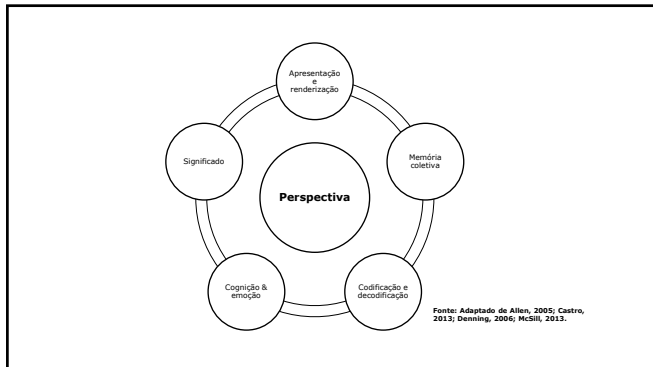 Apresentação
e
renderização
Memória
coletiva
Significado
Perspectiva
Cognição &
emoção
Codificação e
decodificação
Fonte: Adaptado de Allen, 2005; Castro,
2013; Denning, 2006; McSill, 2013.